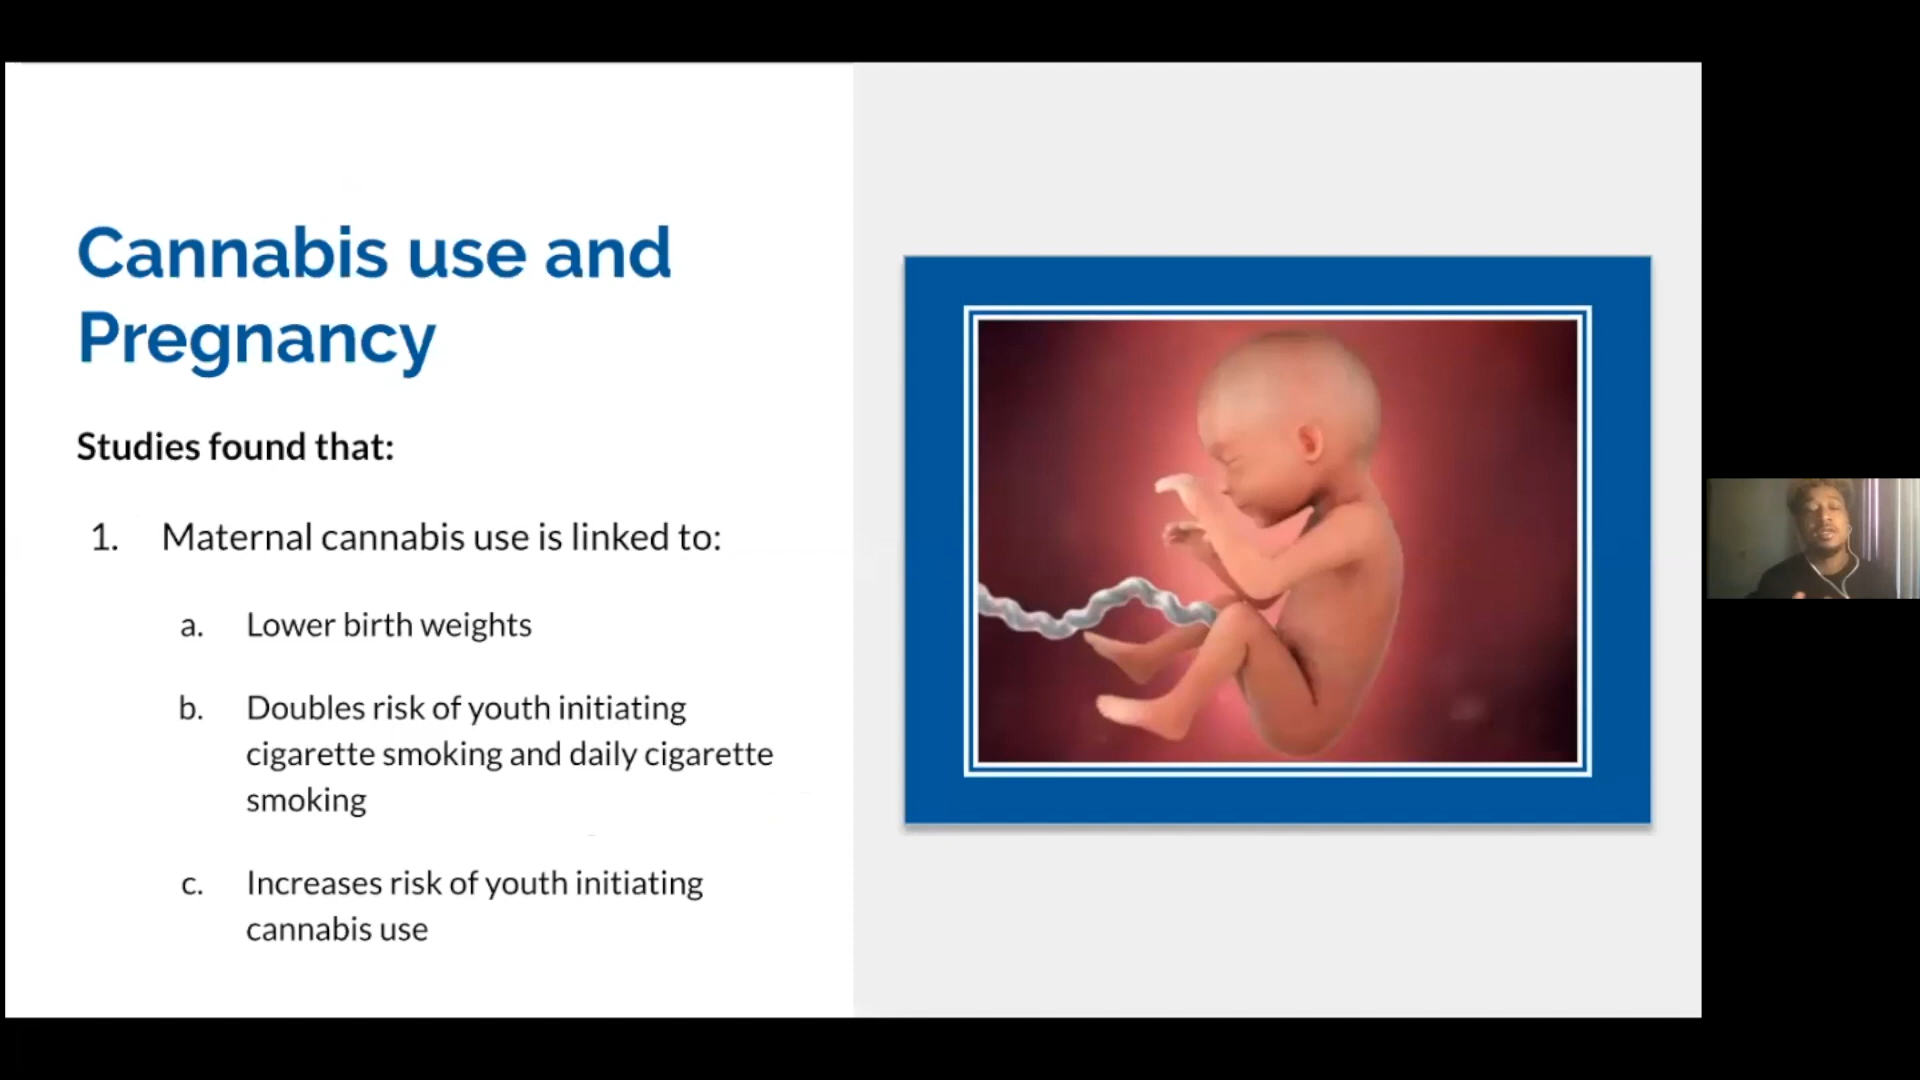 Cannabis use and
Pregnancy
Studies found that:
1. Maternal cannabis use is linked to:
a. Lower birth weights
b. Doubles risk of youth initiating
cigarette smoking and daily cigarette
smoking
c. Increases risk of youth initiating
cannabis use